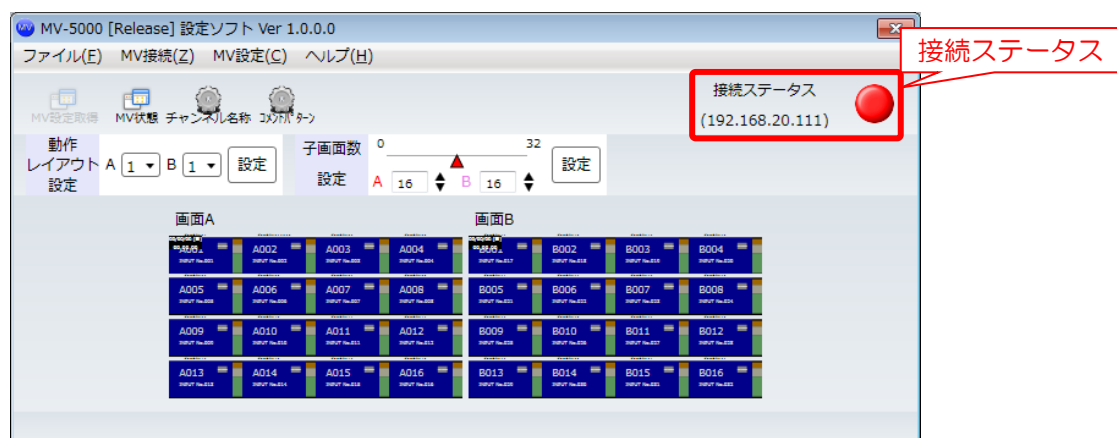 MV-5000 [Release] 設定ソフト Ver 1.0.0.0
ファイル(F) MV接続(Z) MV設定(C) ヘルプ(H)
接続ステータス
接続ステータス
(192.168.20.111)
MV設定取得 MV状態 チャンネル名称 ｺﾒﾝﾄﾊﾟﾀｰﾝ
動作
レイアウト
設定
A 1 B 1 設定
子画面数
設定
0 32
A 16 B 16 設定
画面A 画面B
A002 A003 A004 B002 B003 B004
A005 A006 A007 A008 B005 B006 B007 B008
A009 A010 A011 A012 B009 B010 B011 B012
A013 A014 A015 A016 B013 B014 B015 B016